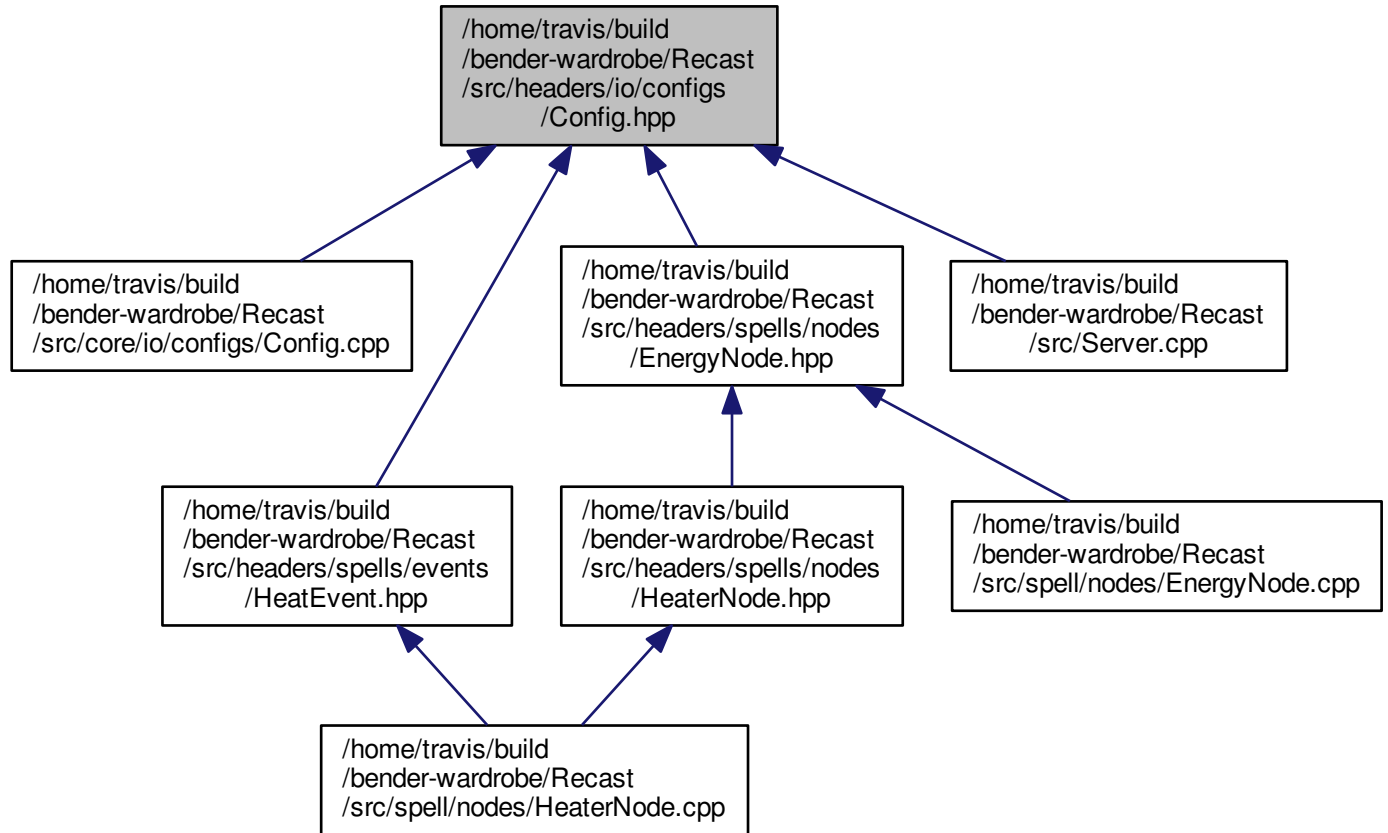 /home/travis/build
/bender-wardrobe/Recast
/src/headers/io/configs
/Config.hpp
/home/travis/build
/bender-wardrobe/Recast
/src/core/io/configs/Config.cpp
/home/travis/build
/bender-wardrobe/Recast
/src/headers/spells/nodes
/EnergyNode.hpp
/home/travis/build
/bender-wardrobe/Recast
/src/Server.cpp
/home/travis/build
/bender-wardrobe/Recast
/src/headers/spells/events
/HeatEvent.hpp
/home/travis/build
/bender-wardrobe/Recast
/src/headers/spells/nodes
/HeaterNode.hpp
/home/travis/build
/bender-wardrobe/Recast
/src/spell/nodes/EnergyNode.cpp
/home/travis/build
/bender-wardrobe/Recast
/src/spell/nodes/HeaterNode.cpp